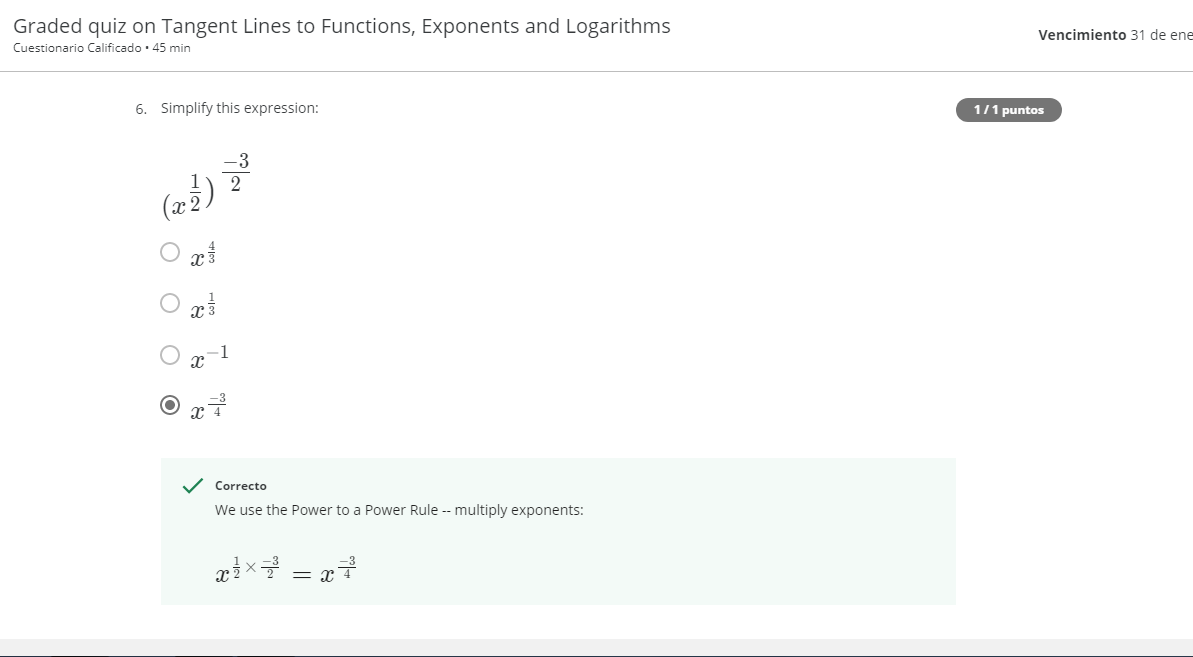 Graded quiz on Tangent Lines to Functions, Exponents and Logarithms
Cuestionario Calificado • 45 min
Vencimiento 31 de ene
6. Simplify this expression:
1 / 1 puntos
(x^{\frac{1}{2}})^{\frac{-3}{2}}
x^{\frac{4}{3}}
x^{\frac{1}{3}}
x^{-1}
x^{\frac{-3}{4}}
Correcto
We use the Power to a Power Rule -- multiply exponents:
x^{\frac{1}{2} \times \frac{-3}{2}} = x^{\frac{-3}{4}}